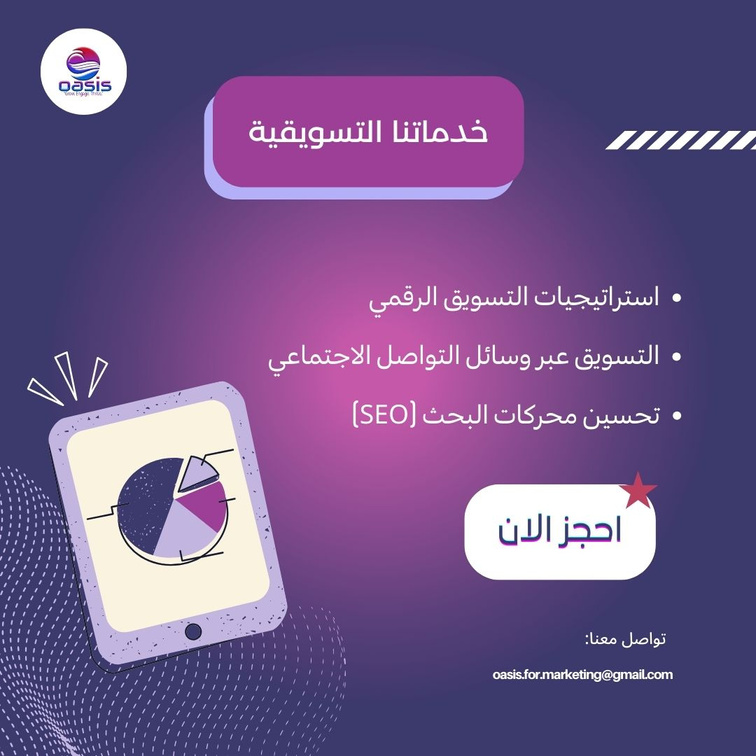 oasis
خدماتنا التسويقية
استراتيجيات التسويق الرقمي
التسويق عبر وسائل التواصل الاجتماعي
تحسين محركات البحث (SEO)
احجز الان
تواصل معنا:
oasis.for.marketing@gmail.com